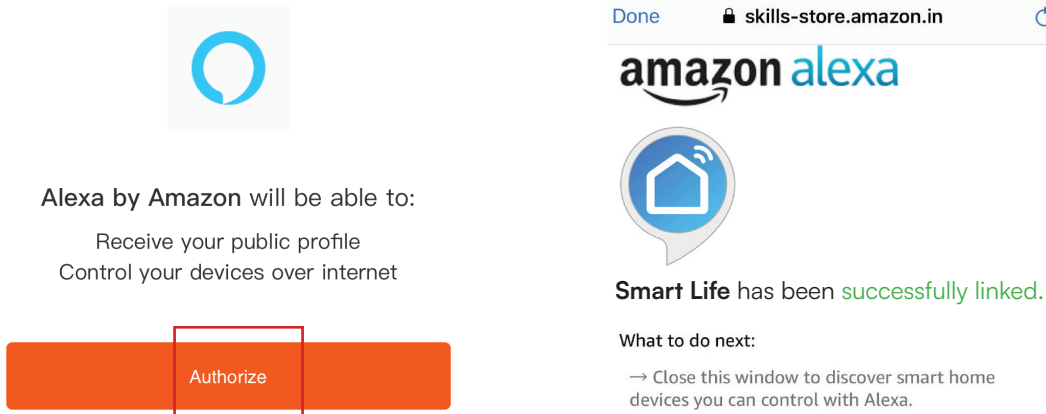 Alexa by Amazon will be able to:
Receive your public profile
Control your devices over internet
Authorize
Done
skills-store.amazon.in
amazon alexa
Smart Life has been successfully linked.
What to do next:
→ Close this window to discover smart home
devices you can control with Alexa.